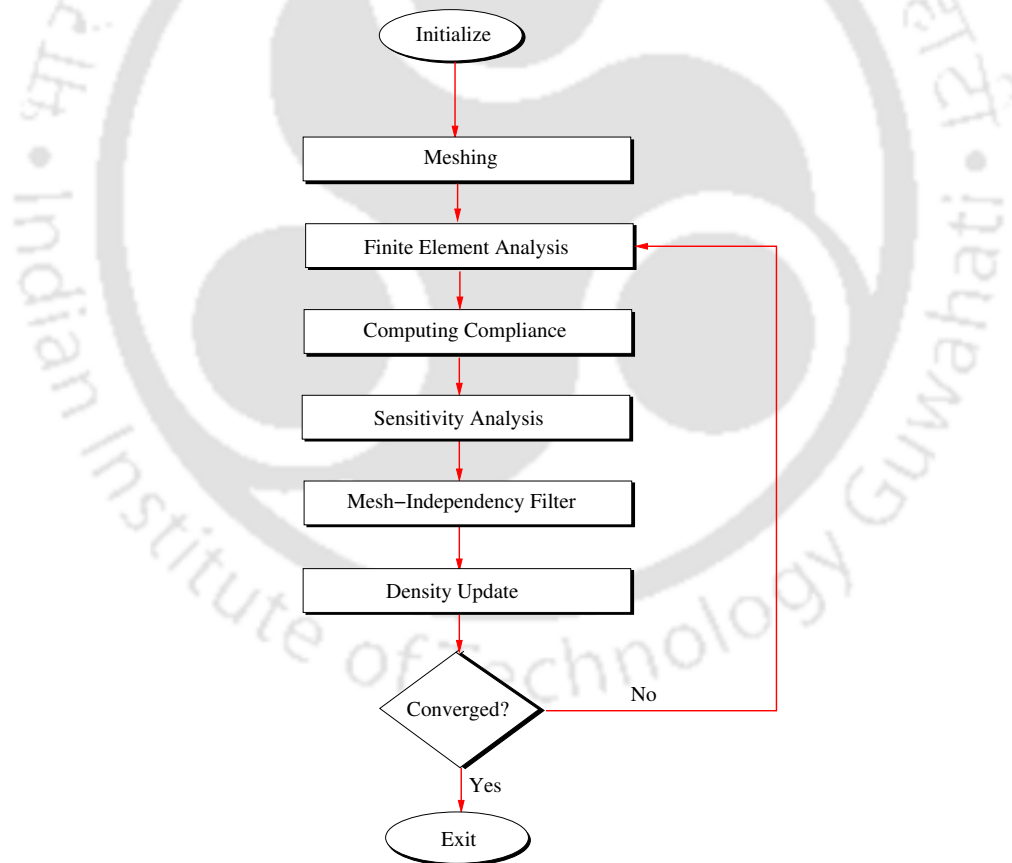 Initialize
Meshing
Finite Element Analysis
Computing Compliance
Sensitivity Analysis
Mesh−Independency Filter
Density Update
Converged?
No
Yes
Exit
Indian Institute of Technology Guwahati